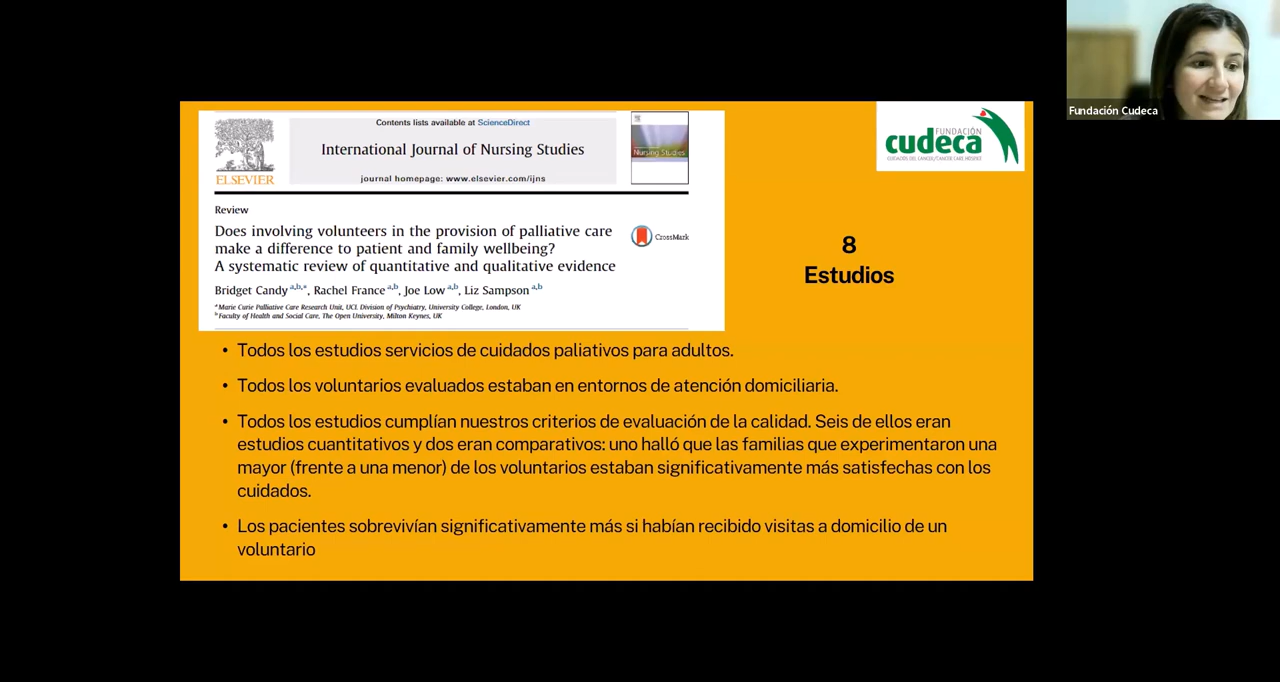 Fundación Cudeca
Contents lists available at ScienceDirect
International Journal of Nursing Studies
journal homepage: www.elsevier.com/ijns
ELSEVIER
Nursing Studies
FUNDACIÓN
cudeca
CUIDADOS DEL CÁNCER/CANCER CARE HOSPICE
Review
Does involving volunteers in the provision of palliative care
make a difference to patient and family wellbeing?
A systematic review of quantitative and qualitative evidence
CrossMark
Bridget Candy a,b,*, Rachel France a,b, Joe Low a,b, Liz Sampson a,b
a Marie Curie Palliative Care Research Unit, UCL Division of Psychiatry, University College, London, UK
b Faculty of Health and Social Care, The Open University, Milton Keynes, UK
8
Estudios
• Todos los estudios servicios de cuidados paliativos para adultos.
• Todos los voluntarios evaluados estaban en entornos de atención domiciliaria.
• Todos los estudios cumplían nuestros criterios de evaluación de la calidad. Seis de ellos eran
estudios cuantitativos y dos eran comparativos: uno halló que las familias que experimentaron una
mayor (frente a una menor) de los voluntarios estaban significativamente más satisfechas con los
cuidados.
• Los pacientes sobrevivían significativamente más si habían recibido visitas a domicilio de un
voluntario